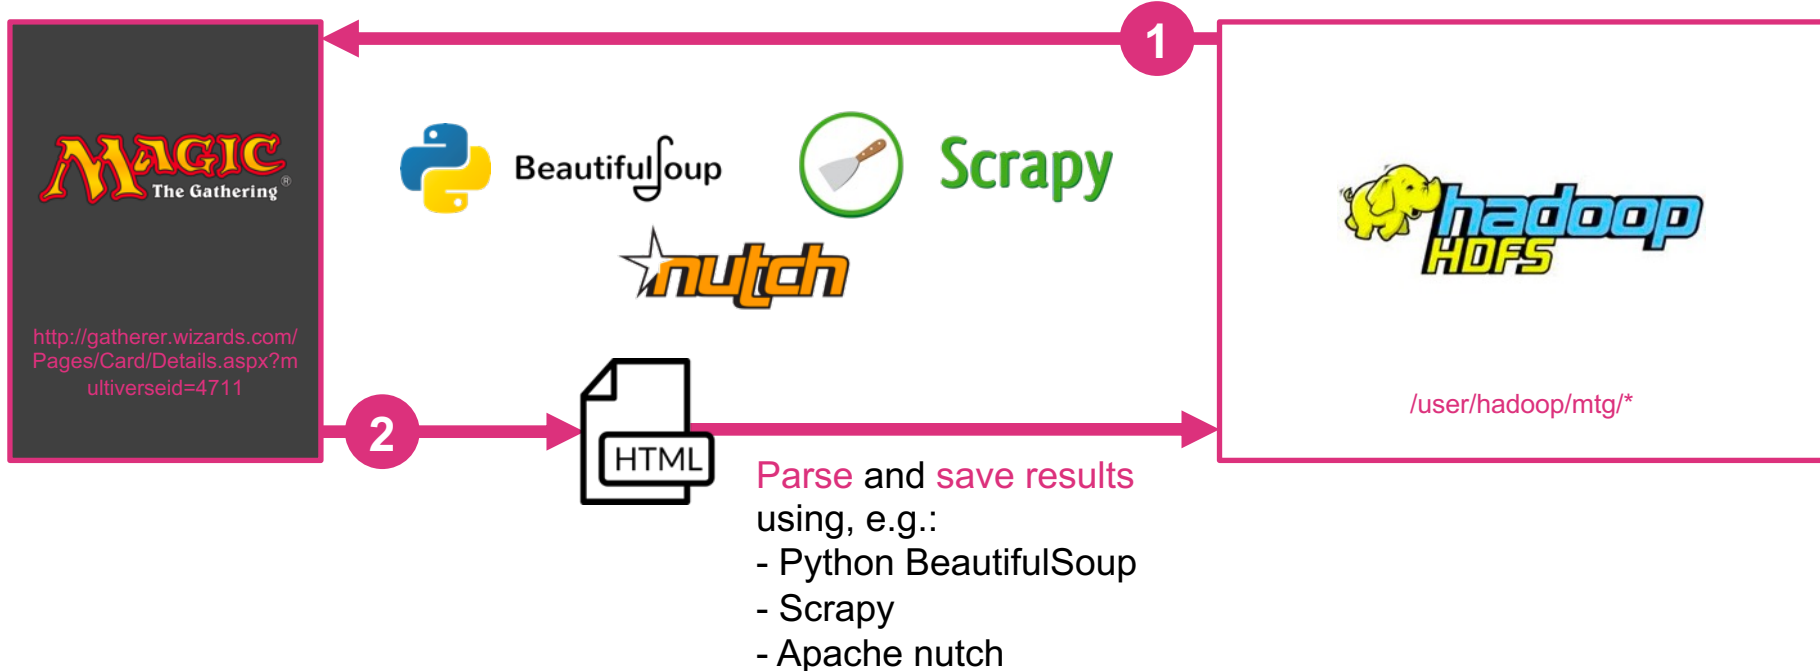 1
MAGIC
The Gathering®
BeautifulSoup
Scrapy
nutch
hadoop
HDFS
http://gatherer.wizards.com/
Pages/Card/Details.aspx?m
ultiverseid=4711
/user/hadoop/mtg/*
2
HTML
Parse and save results
using, e.g.:
- Python BeautifulSoup
- Scrapy
- Apache nutch